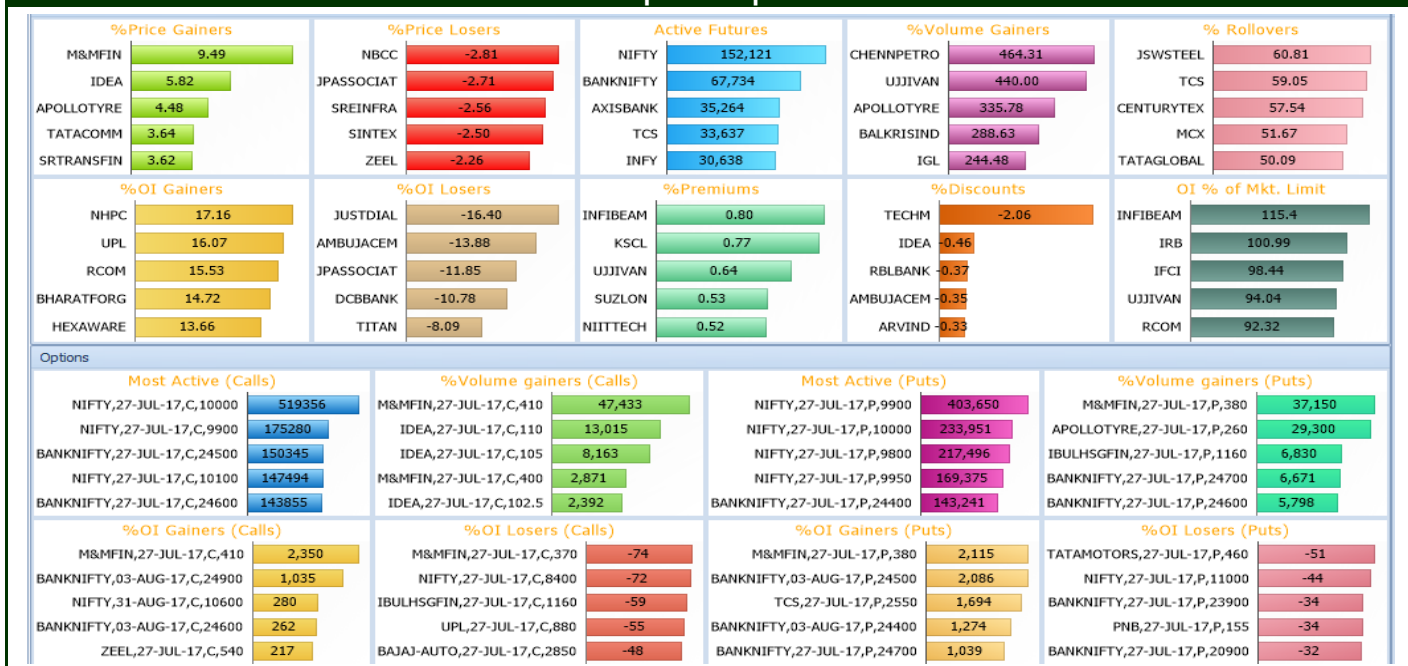 %Price Gainers
M&MFIN 9.49
IDEA 5.82
APOLLOTYRE 4.48
TATACOMM 3.64
SRTRANSFIN 3.62
%Price Losers
NBCC -2.81
JPASSOCIAT -2.71
SREINFRA -2.56
SINTEX -2.50
ZEEL -2.26
Active Futures
NIFTY 152,121
BANKNIFTY 67,734
AXISBANK 35,264
TCS 33,637
INFY 30,638
%Volume Gainers
CHENNPETRO 464.31
UJJIVAN 440.00
APOLLOTYRE 335.78
BALKRISIND 288.63
IGL 244.48
% Rollovers
JSWSTEEL 60.81
TCS 59.05
CENTURYTEX 57.54
MCX 51.67
TATAGLOBAL 50.09
%OI Gainers
NHPC 17.16
UPL 16.07
RCOM 15.53
BHARATFORG 14.72
HEXAWARE 13.66
%OI Losers
JUSTDIAL -16.40
AMBUJACEM -13.88
JPASSOCIAT -11.85
DCBBANK -10.78
TITAN -8.09
%Premiums
INFIBEAM 0.80
KSCL 0.77
UJJIVAN 0.64
SUZLON 0.53
NIITTECH 0.52
%Discounts
TECHM -2.06
IDEA -0.46
RBLBANK -0.37
AMBUJACEM -0.35
ARVIND -0.33
OI % of Mkt. Limit
INFIBEAM 115.4
IRB 100.99
IFCI 98.44
UJJIVAN 94.04
RCOM 92.32
Options
Most Active (Calls)
NIFTY,27-JUL-17,C,10000 519356
NIFTY,27-JUL-17,C,9900 175280
BANKNIFTY,27-JUL-17,C,24500 150345
NIFTY,27-JUL-17,C,10100 147494
BANKNIFTY,27-JUL-17,C,24600 143855
%Volume gainers (Calls)
M&MFIN,27-JUL-17,C,410 47,433
IDEA,27-JUL-17,C,110 13,015
IDEA,27-JUL-17,C,105 8,163
M&MFIN,27-JUL-17,C,400 2,871
IDEA,27-JUL-17,C,102.5 2,392
Most Active (Puts)
NIFTY,27-JUL-17,P,9900 403,650
NIFTY,27-JUL-17,P,10000 233,951
NIFTY,27-JUL-17,P,9800 217,496
NIFTY,27-JUL-17,P,9950 169,375
BANKNIFTY,27-JUL-17,P,24400 143,241
%Volume gainers (Puts)
M&MFIN,27-JUL-17,P,380 37,150
APOLLOTYRE,27-JUL-17,P,260 29,300
IBULHSGFIN,27-JUL-17,P,1160 6,830
BANKNIFTY,27-JUL-17,P,24700 6,671
BANKNIFTY,27-JUL-17,P,24600 5,798
%OI Gainers (Calls)
M&MFIN,27-JUL-17,C,410 2,350
BANKNIFTY,03-AUG-17,C,24900 1,035
NIFTY,31-AUG-17,C,10600 280
BANKNIFTY,03-AUG-17,C,24600 262
ZEEL,27-JUL-17,C,540 217
%OI Losers (Calls)
M&MFIN,27-JUL-17,C,370 -74
NIFTY,27-JUL-17,C,8400 -72
IBULHSGFIN,27-JUL-17,C,1160 -59
UPL,27-JUL-17,C,880 -55
BAJAJ-AUTO,27-JUL-17,C,2850 -48
%OI Gainers (Puts)
M&MFIN,27-JUL-17,P,380 2,115
BANKNIFTY,03-AUG-17,P,24500 2,086
TCS,27-JUL-17,P,2550 1,694
BANKNIFTY,03-AUG-17,P,24400 1,274
BANKNIFTY,27-JUL-17,P,24700 1,039
%OI Losers (Puts)
TATAMOTORS,27-JUL-17,P,460 -51
NIFTY,27-JUL-17,P,11000 -44
BANKNIFTY,27-JUL-17,P,23900 -34
PNB,27-JUL-17,P,155 -34
BANKNIFTY,27-JUL-17,P,20900 -32